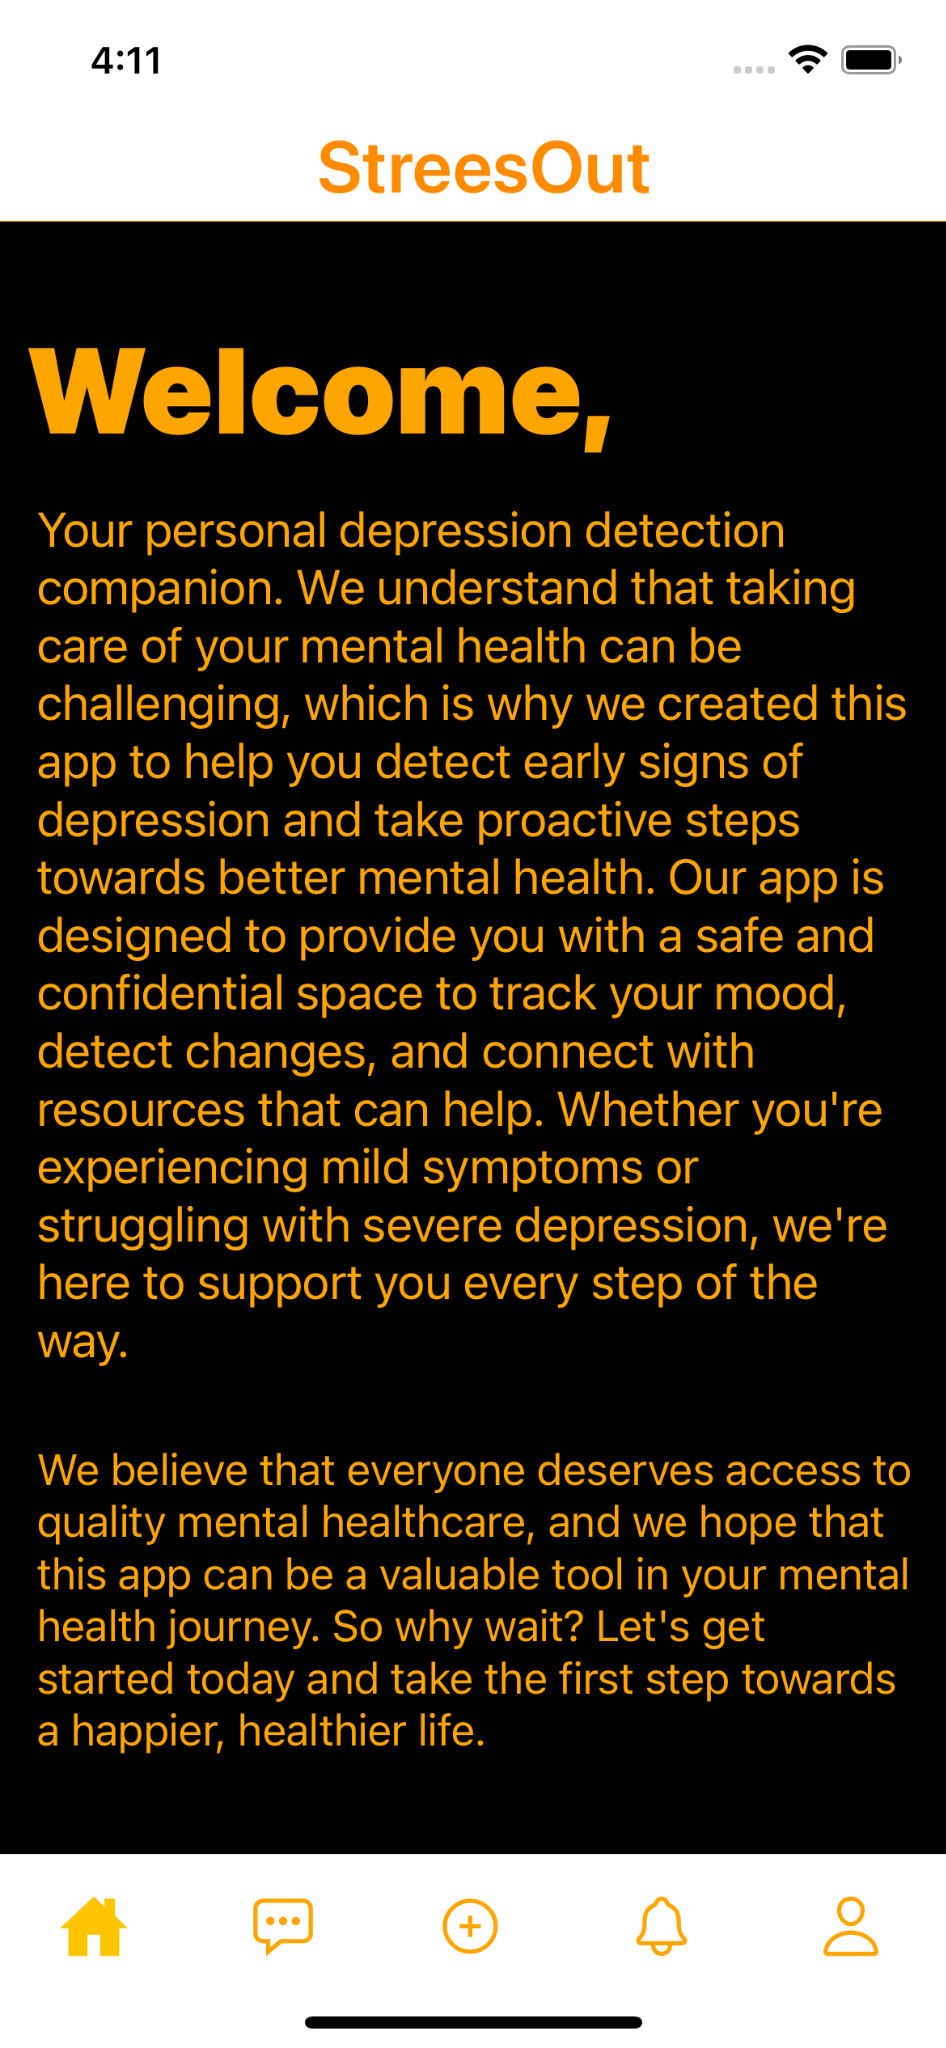 4:11
StreesOut
Welcome,
Your personal depression detection
companion. We understand that taking
care of your mental health can be
challenging, which is why we created this
app to help you detect early signs of
depression and take proactive steps
towards better mental health. Our app is
designed to provide you with a safe and
confidential space to track your mood,
detect changes, and connect with
resources that can help. Whether you're
experiencing mild symptoms or
struggling with severe depression, we're
here to support you every step of the
way.
We believe that everyone deserves access to
quality mental healthcare, and we hope that
this app can be a valuable tool in your mental
health journey. So why wait? Let's get
started today and take the first step towards
a happier, healthier life.